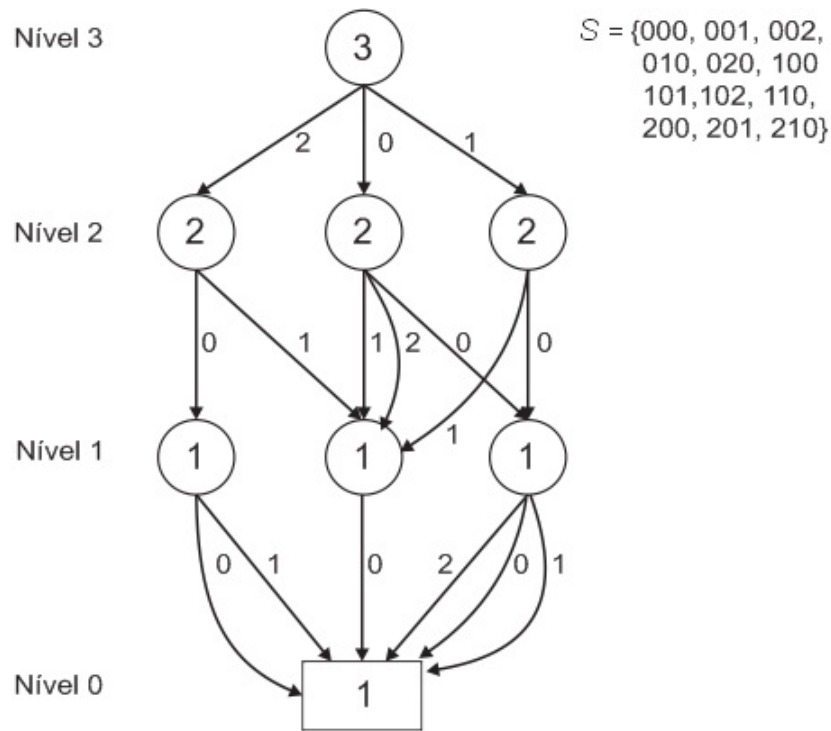 Nível 3
3
S = {000, 001, 002,
010, 020, 100
101,102, 110,
200, 201, 210}
2 0 1
Nível 2
2 2 2
0 1 1 2 0 0
1
Nível 1
1 1 1
0 1 0 2 0 1
Nível 0
1